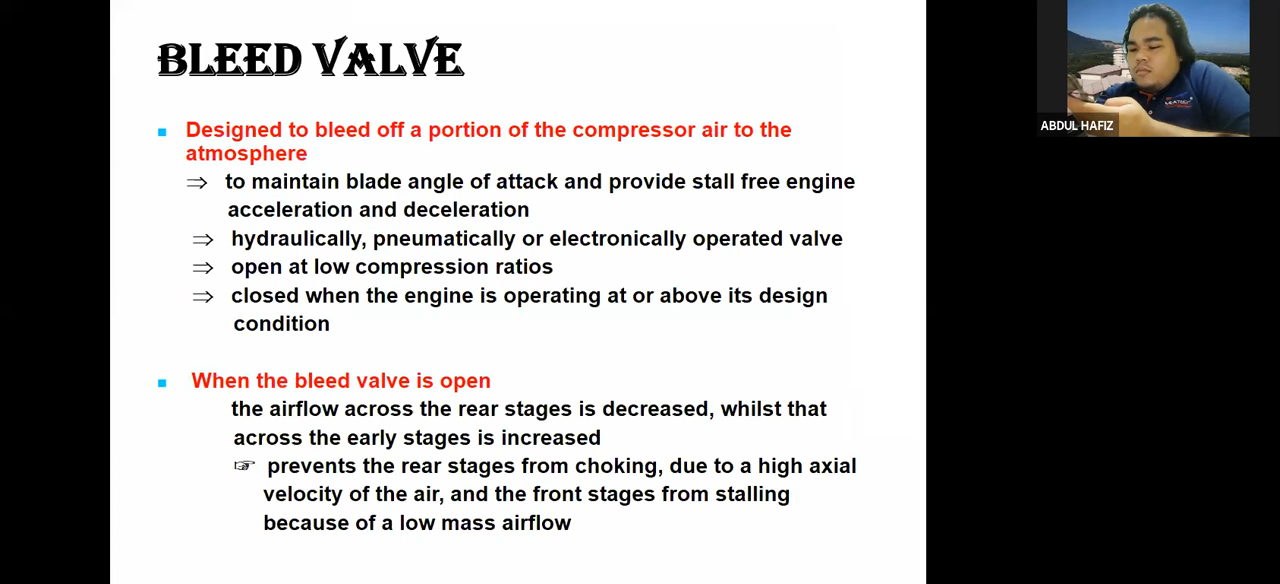 BLEED VALVE
Designed to bleed off a portion of the compressor air to the
atmosphere
⇒ to maintain blade angle of attack and provide stall free engine
acceleration and deceleration
⇒ hydraulically, pneumatically or electronically operated valve
⇒ open at low compression ratios
⇒ closed when the engine is operating at or above its design
condition
When the bleed valve is open
the airflow across the rear stages is decreased, whilst that
across the early stages is increased
☞ prevents the rear stages from choking, due to a high axial
velocity of the air, and the front stages from stalling
because of a low mass airflow
ABDUL HAFIZ